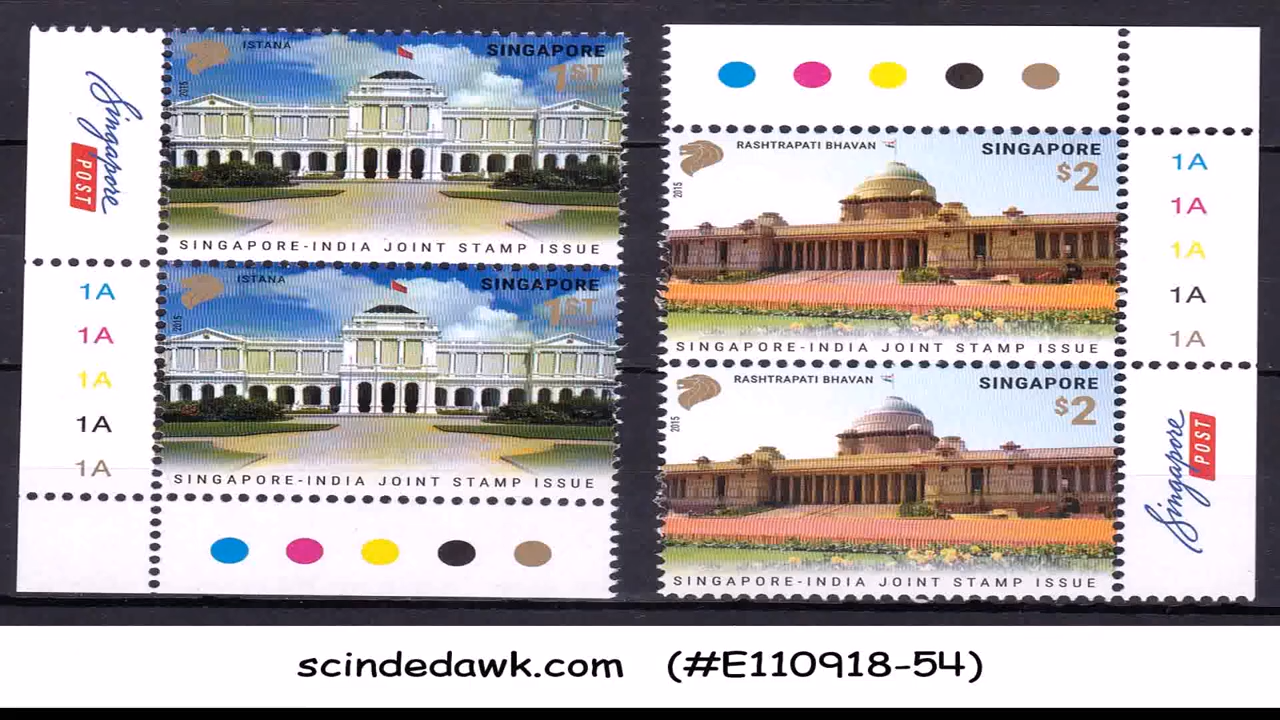 Singapore POST
ISTANA
SINGAPORE
1ST
2015
SINGAPORE-INDIA JOINT STAMP ISSUE
1A
1A
1A
1A
1A
ISTANA
SINGAPORE
1ST
2015
SINGAPORE-INDIA JOINT STAMP ISSUE
RASHTRAPATI BHAVAN
SINGAPORE
$2
2015
SINGAPORE-INDIA JOINT STAMP ISSUE
1A
1A
1A
1A
1A
RASHTRAPATI BHAVAN
SINGAPORE
$2
2015
SINGAPORE-INDIA JOINT STAMP ISSUE
Singapore POST
scindedawk.com (#E110918-54)